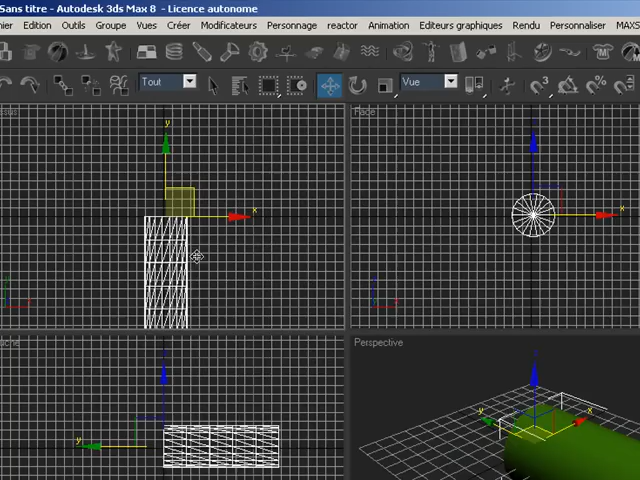 Sans titre - Autodesk 3ds Max 8 - Licence autonome
Edition Outils Groupe Vues Créer Modificateurs Personnage reactor Animation Editeurs graphiques Rendu Personnaliser MAXS
Tout Vue 3 %
Face
y
x
x
Perspective
y
y x